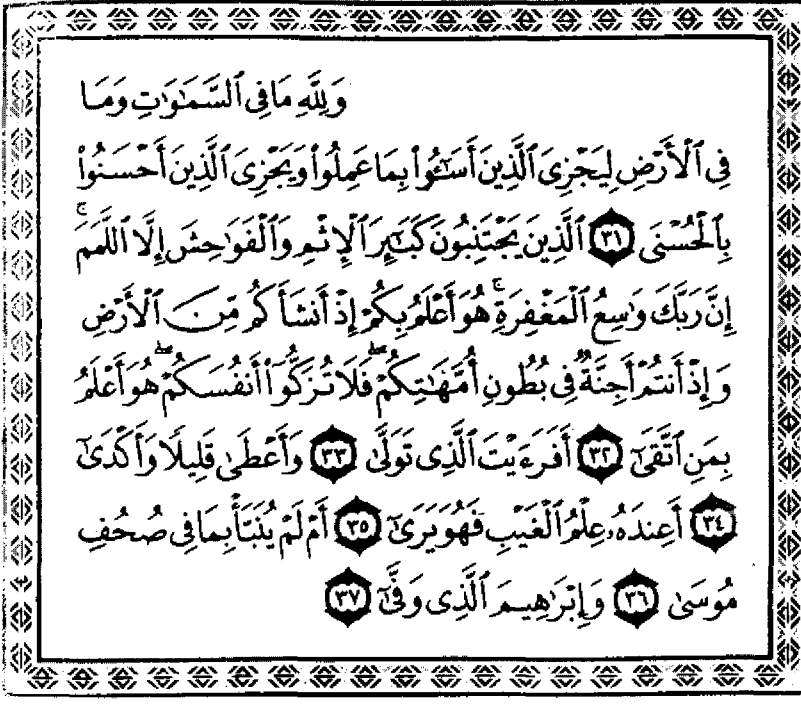 وَلِلَّهِ مَا فِي ٱلسَّمَٰوَٰتِ وَمَا
فِي ٱلْأَرْضِ لِيَجْزِيَ ٱلَّذِينَ أَسَٰٓـُٔوا۟ بِمَا عَمِلُوا۟ وَيَجْزِيَ ٱلَّذِينَ أَحْسَنُوا۟
بِٱلْحُسْنَى ٣١ ٱلَّذِينَ يَجْتَنِبُونَ كَبَٰٓئِرَ ٱلْإِثْمِ وَٱلْفَوَٰحِشَ إِلَّا ٱللَّمَمَ ۚ
إِنَّ رَبَّكَ وَٰسِعُ ٱلْمَغْفِرَةِ ۚ هُوَ أَعْلَمُ بِكُمْ إِذْ أَنشَأَكُم مِّنَ ٱلْأَرْضِ
وَإِذْ أَنتُمْ أَجِنَّةٌ فِي بُطُونِ أُمَّهَٰتِكُمْ ۖ فَلَا تُزَكُّوٓا۟ أَنفُسَكُمْ ۖ هُوَ أَعْلَمُ
بِمَنِ ٱتَّقَىٰٓ ٣٢ أَفَرَءَيْتَ ٱلَّذِي تَوَلَّىٰ ٣٣ وَأَعْطَىٰ قَلِيلًا وَأَكْدَىٰٓ
٣٤ أَعِندَهُۥ عِلْمُ ٱلْغَيْبِ فَهُوَ يَرَىٰٓ ٣٥ أَمْ لَمْ يُنَبَّأْ بِمَا فِي صُحُفِ
مُوسَىٰ ٣٦ وَإِبْرَٰهِيمَ ٱلَّذِي وَفَّىٰٓ ٣٧